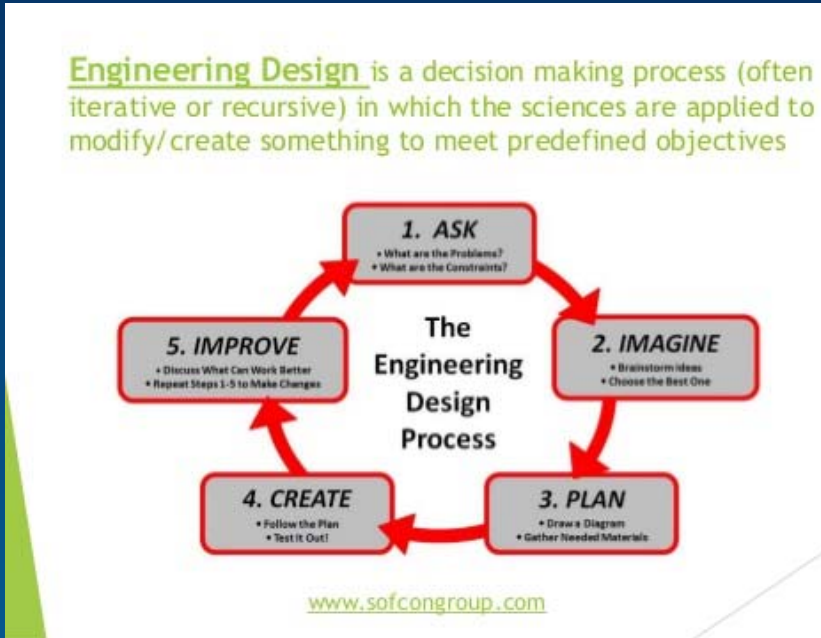 Engineering Design is a decision making process (often
iterative or recursive) in which the sciences are applied to
modify/create something to meet predefined objectives
1. ASK
• What are the Problems?
• What are the Constraints?
2. IMAGINE
• Brainstorm ideas
• Choose the Best One
3. PLAN
• Draw a Diagram
• Gather Needed Materials
4. CREATE
• Follow the Plan
• Test it Out!
5. IMPROVE
• Discuss What Can Work Better
• Repeat Steps 1-5 to Make Changes
The
Engineering
Design
Process
www.sofcongroup.com